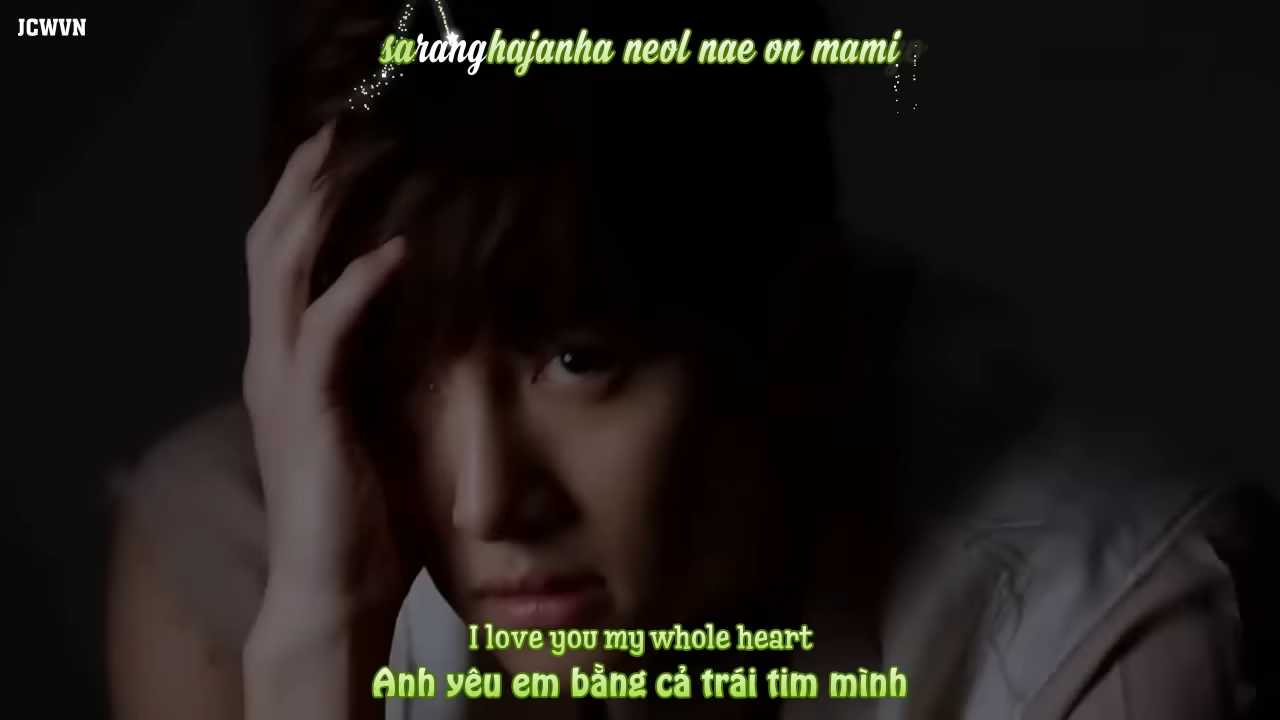 JCWVN
saranghajanha neol nae on mami
I love you my whole heart
Anh yêu em bằng cả trái tim mình